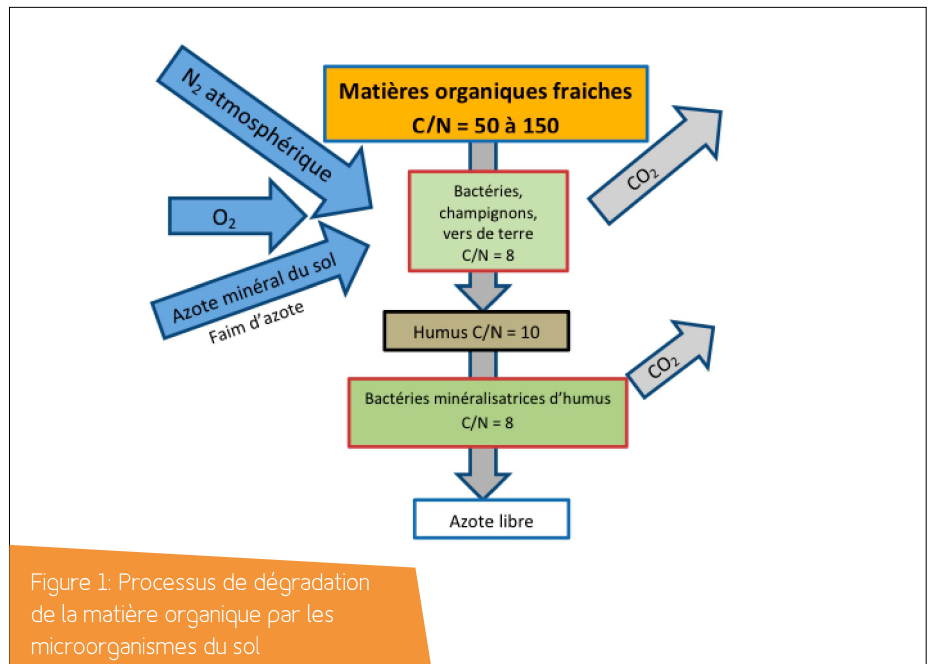 N₂ atmosphérique
O₂
Azote minéral du sol
Faim d'azote
Matières organiques fraiches
C/N = 50 à 150
CO₂
Bactéries,
champignons,
vers de terre
C/N = 8
Humus C/N = 10
CO₂
Bactéries minéralisatrices d'humus
C/N = 8
Azote libre
Figure 1: Processus de dégradation
de la matière organique par les
microorganismes du sol